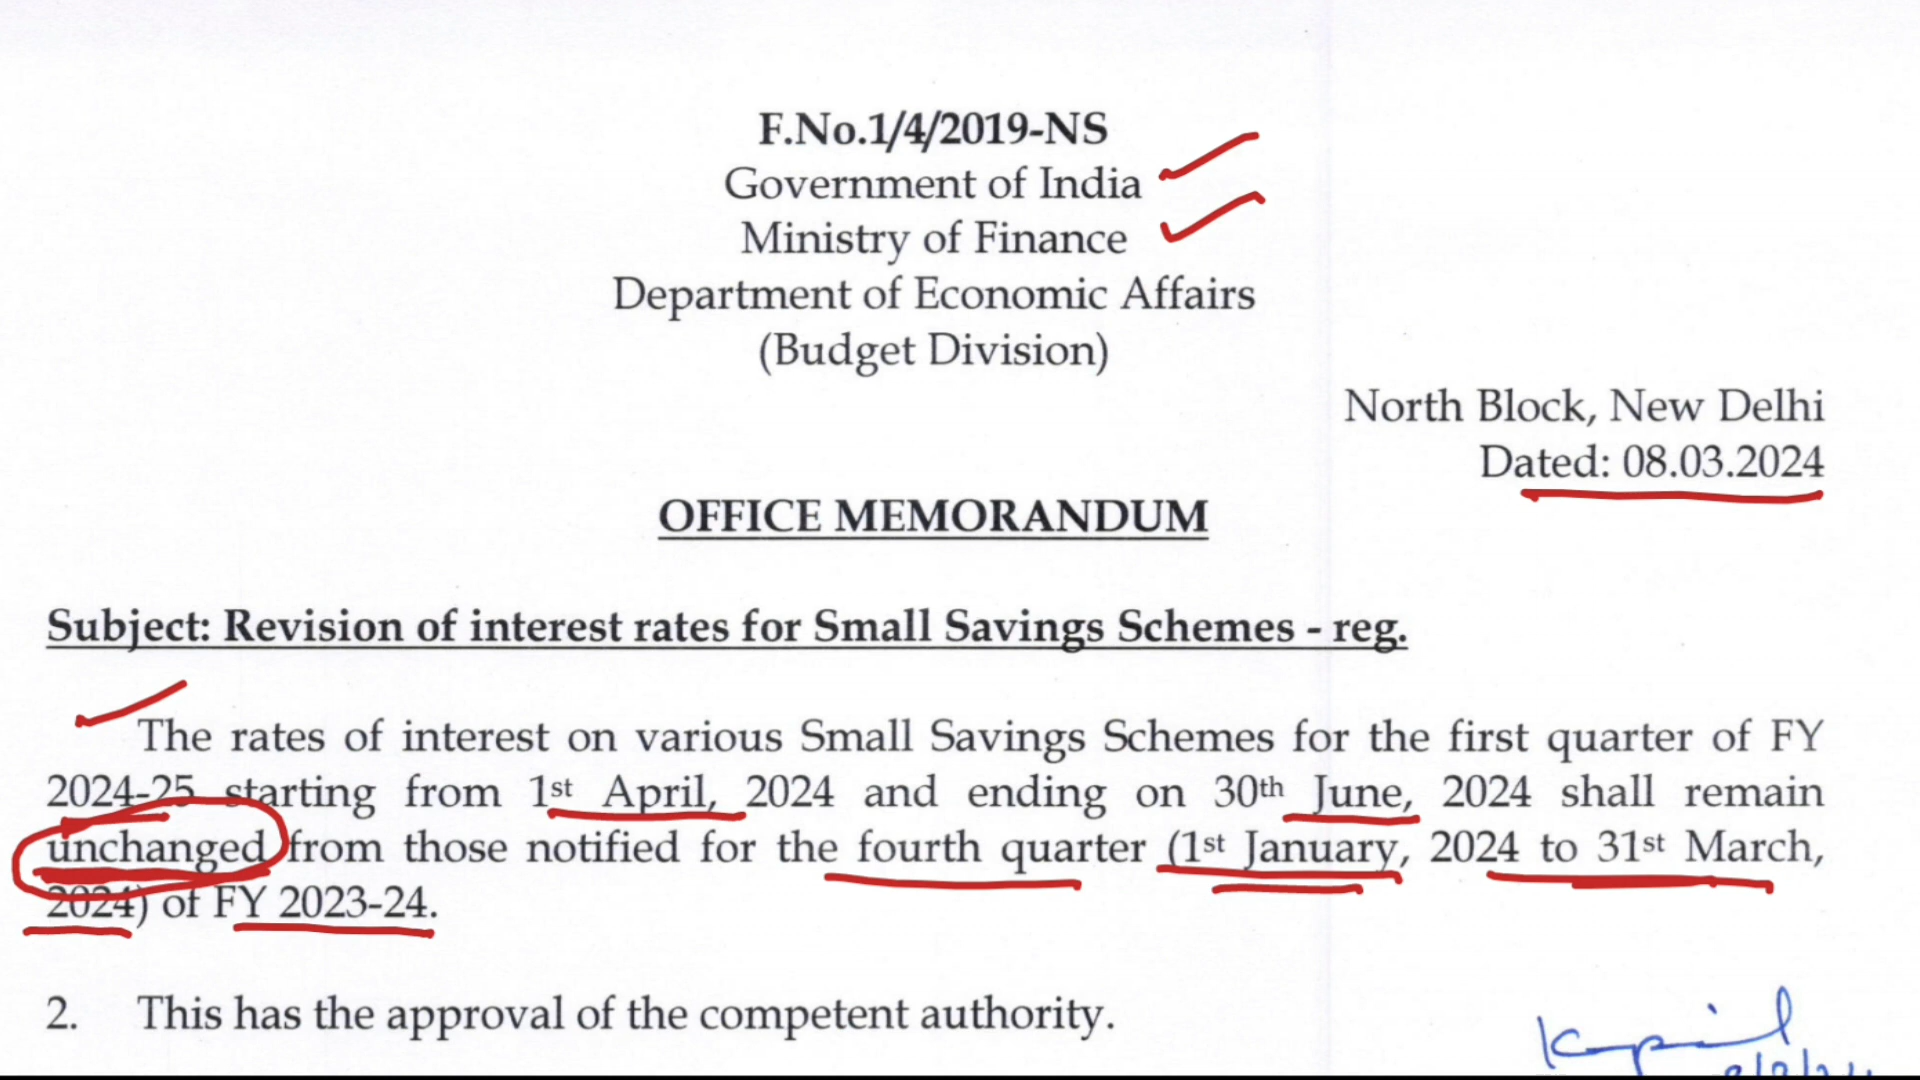 F.No.1/4/2019-NS
Government of India
Ministry of Finance
Department of Economic Affairs
(Budget Division)
North Block, New Delhi
Dated: 08.03.2024
OFFICE MEMORANDUM
Subject: Revision of interest rates for Small Savings Schemes - reg.
The rates of interest on various Small Savings Schemes for the first quarter of FY
2024-25 starting from 1st April, 2024 and ending on 30th June, 2024 shall remain
unchanged from those notified for the fourth quarter (1st January, 2024 to 31st March,
2024) of FY 2023-24.
2. This has the approval of the competent authority.